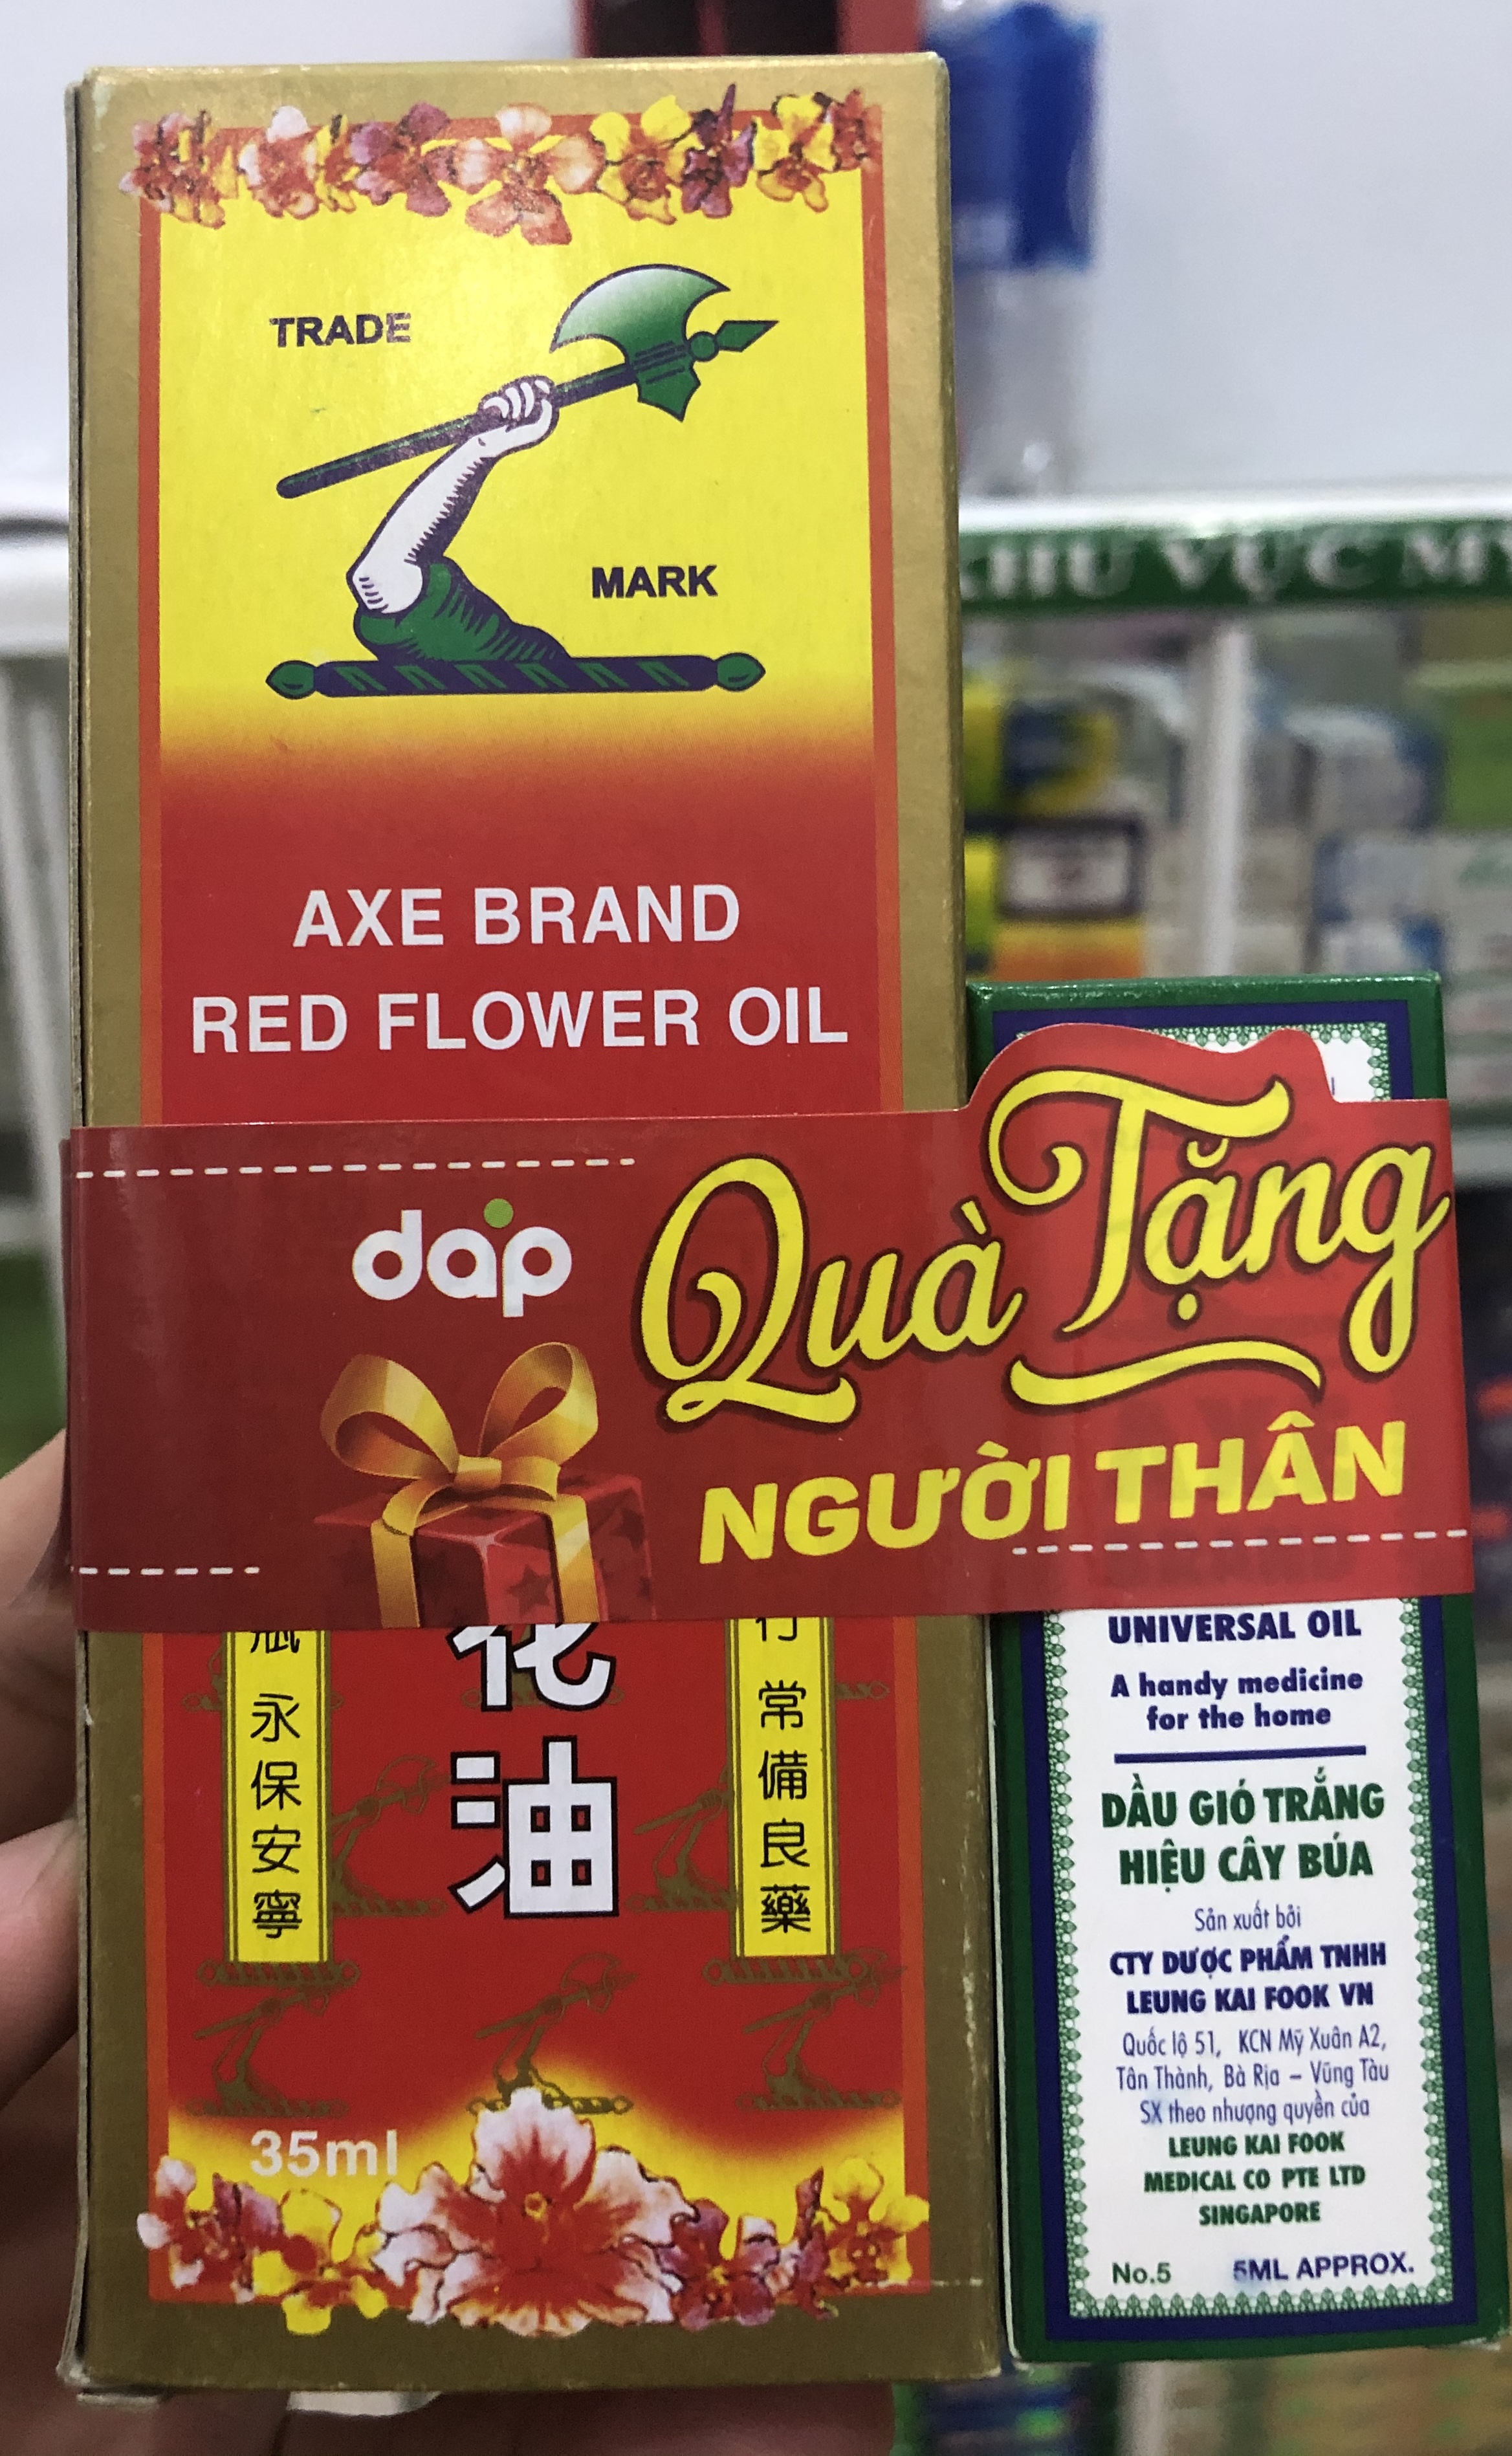 TRADE
MARK
AXE BRAND
RED FLOWER OIL
dap
Quà Tặng
NGƯỜI THÂN
花
油
永保安寧
行常備良藥
35ml
UNIVERSAL OIL
A handy medicine
for the home
DẦU GIÓ TRẮNG
HIỆU CÂY BÚA
Sản xuất bởi
CTY DƯỢC PHẨM TNHH
LEUNG KAI FOOK VN
Quốc lộ 51, KCN Mỹ Xuân A2,
Tân Thành, Bà Rịa – Vũng Tàu
SX theo nhượng quyền của
LEUNG KAI FOOK
MEDICAL CO PTE LTD
SINGAPORE
No.5 5ML APPROX.
KHU VỰC